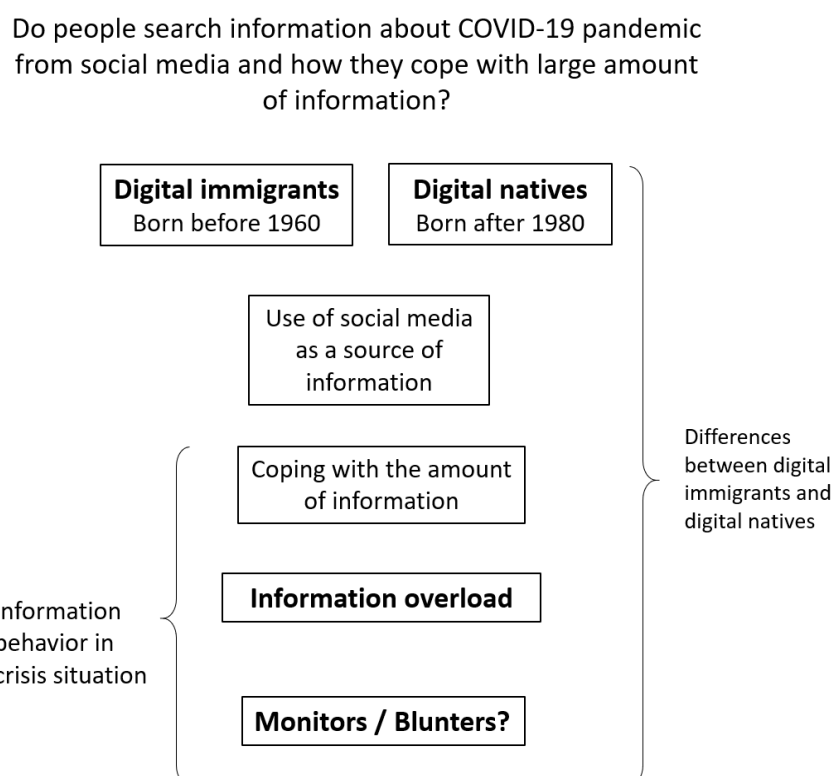 Do people search information about COVID-19 pandemic
from social media and how they cope with large amount
of information?
Digital immigrants
Born before 1960
Digital natives
Born after 1980
Use of social media
as a source of
information
Coping with the amount
of information
Information overload
Monitors / Blunters?
Differences
between digital
immigrants and
digital natives
nformation
behavior in
crisis situation